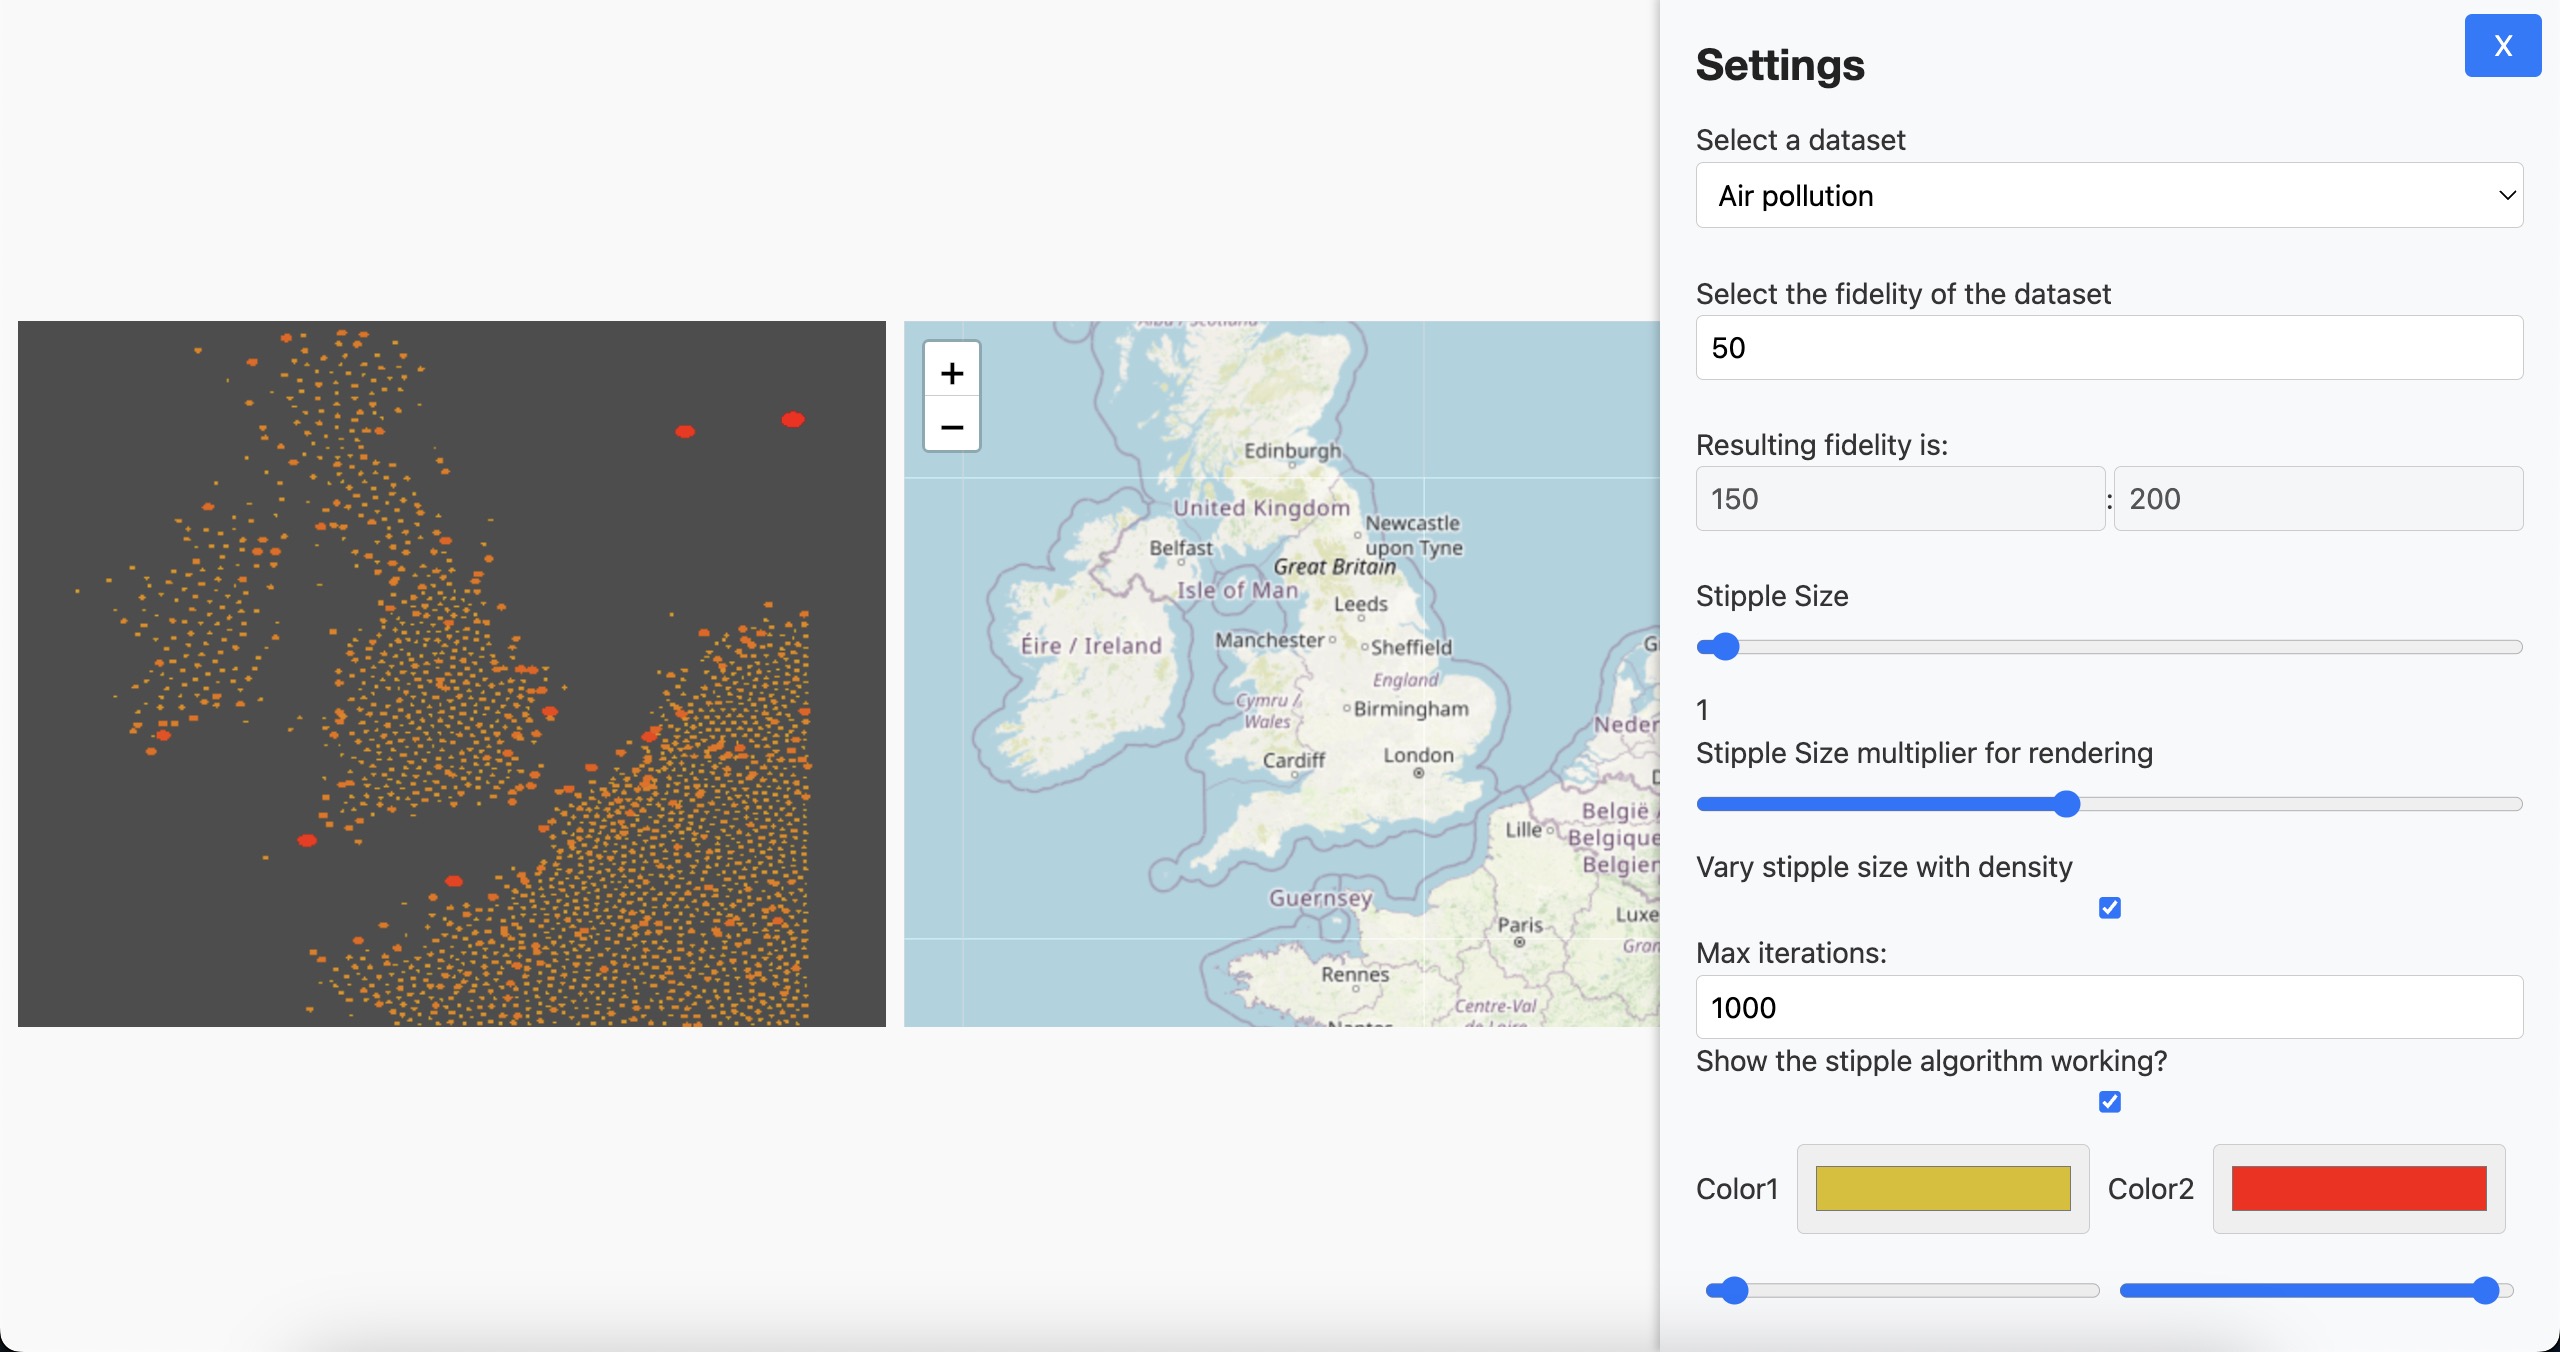 Settings
X
Select a dataset
Air pollution
Select the fidelity of the dataset
50
Resulting fidelity is:
150 : 200
Stipple Size
1
Stipple Size multiplier for rendering
Vary stipple size with density
Max iterations:
1000
Show the stipple algorithm working?
Color1
Color2
+
−
Edinburgh
United Kingdom
Newcastle
upon Tyne
Belfast
Great Britain
Isle of Man
Leeds
Éire / Ireland
Manchester
Sheffield
England
Cymru /
Wales
Birmingham
Cardiff
London
Lille
België
Belgique
Guernsey
Paris
Rennes
Centre-Val